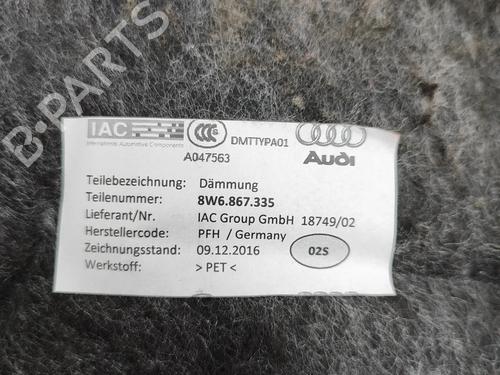 B-PARTS
IAC
International Automotive Components
DMTTYPA01
A047563
Audi
Teilebezeichnung: Dämmung
Teilenummer: 8W6.867.335
Lieferant/Nr. IAC Group GmbH 18749/02
Herstellercode: PFH / Germany
Zeichnungsstand: 09.12.2016 02S
Werkstoff: > PET <